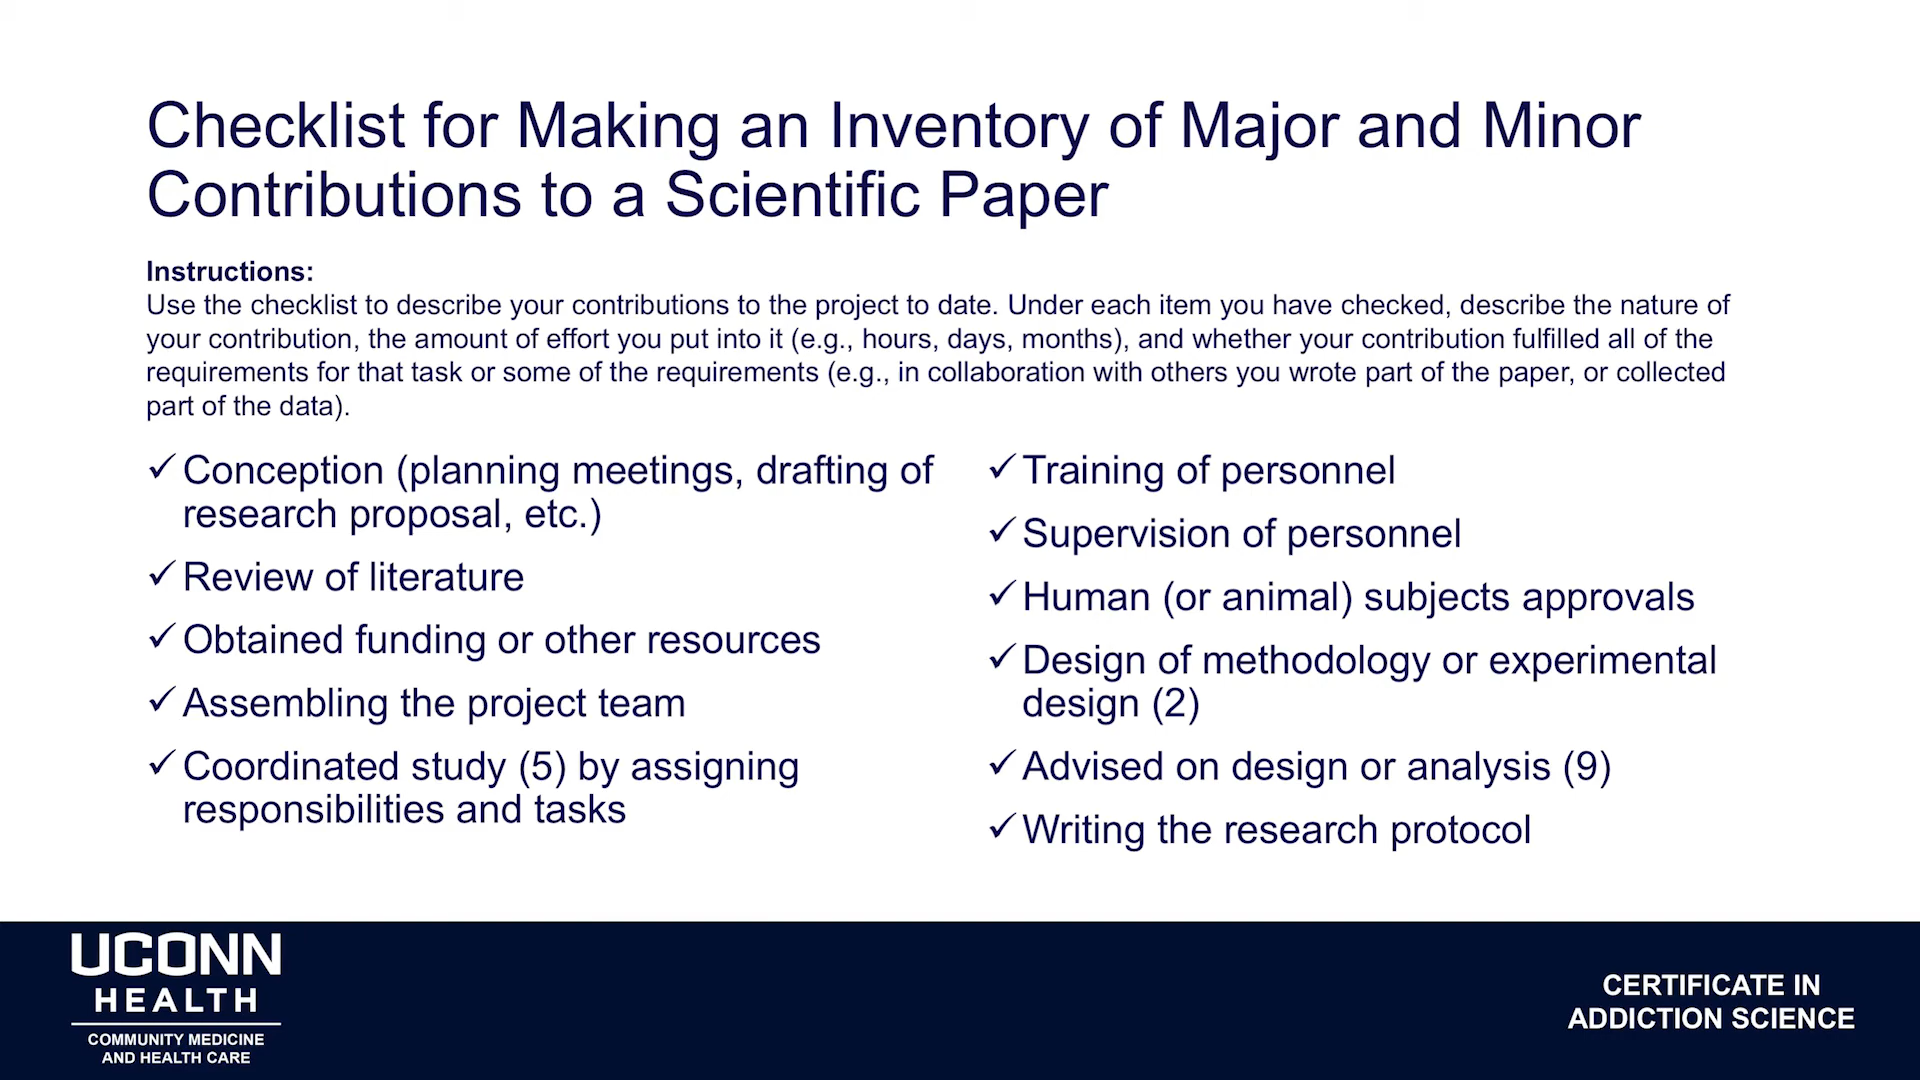 Checklist for Making an Inventory of Major and Minor
Contributions to a Scientific Paper
Instructions:
Use the checklist to describe your contributions to the project to date. Under each item you have checked, describe the nature of
your contribution, the amount of effort you put into it (e.g., hours, days, months), and whether your contribution fulfilled all of the
requirements for that task or some of the requirements (e.g., in collaboration with others you wrote part of the paper, or collected
part of the data).
✓ Conception (planning meetings, drafting of
research proposal, etc.)
✓ Review of literature
✓ Obtained funding or other resources
✓ Assembling the project team
✓ Coordinated study (5) by assigning
responsibilities and tasks
✓ Training of personnel
✓ Supervision of personnel
✓ Human (or animal) subjects approvals
✓ Design of methodology or experimental
design (2)
✓ Advised on design or analysis (9)
✓ Writing the research protocol
UCONN
HEALTH
COMMUNITY MEDICINE
AND HEALTH CARE
CERTIFICATE IN
ADDICTION SCIENCE